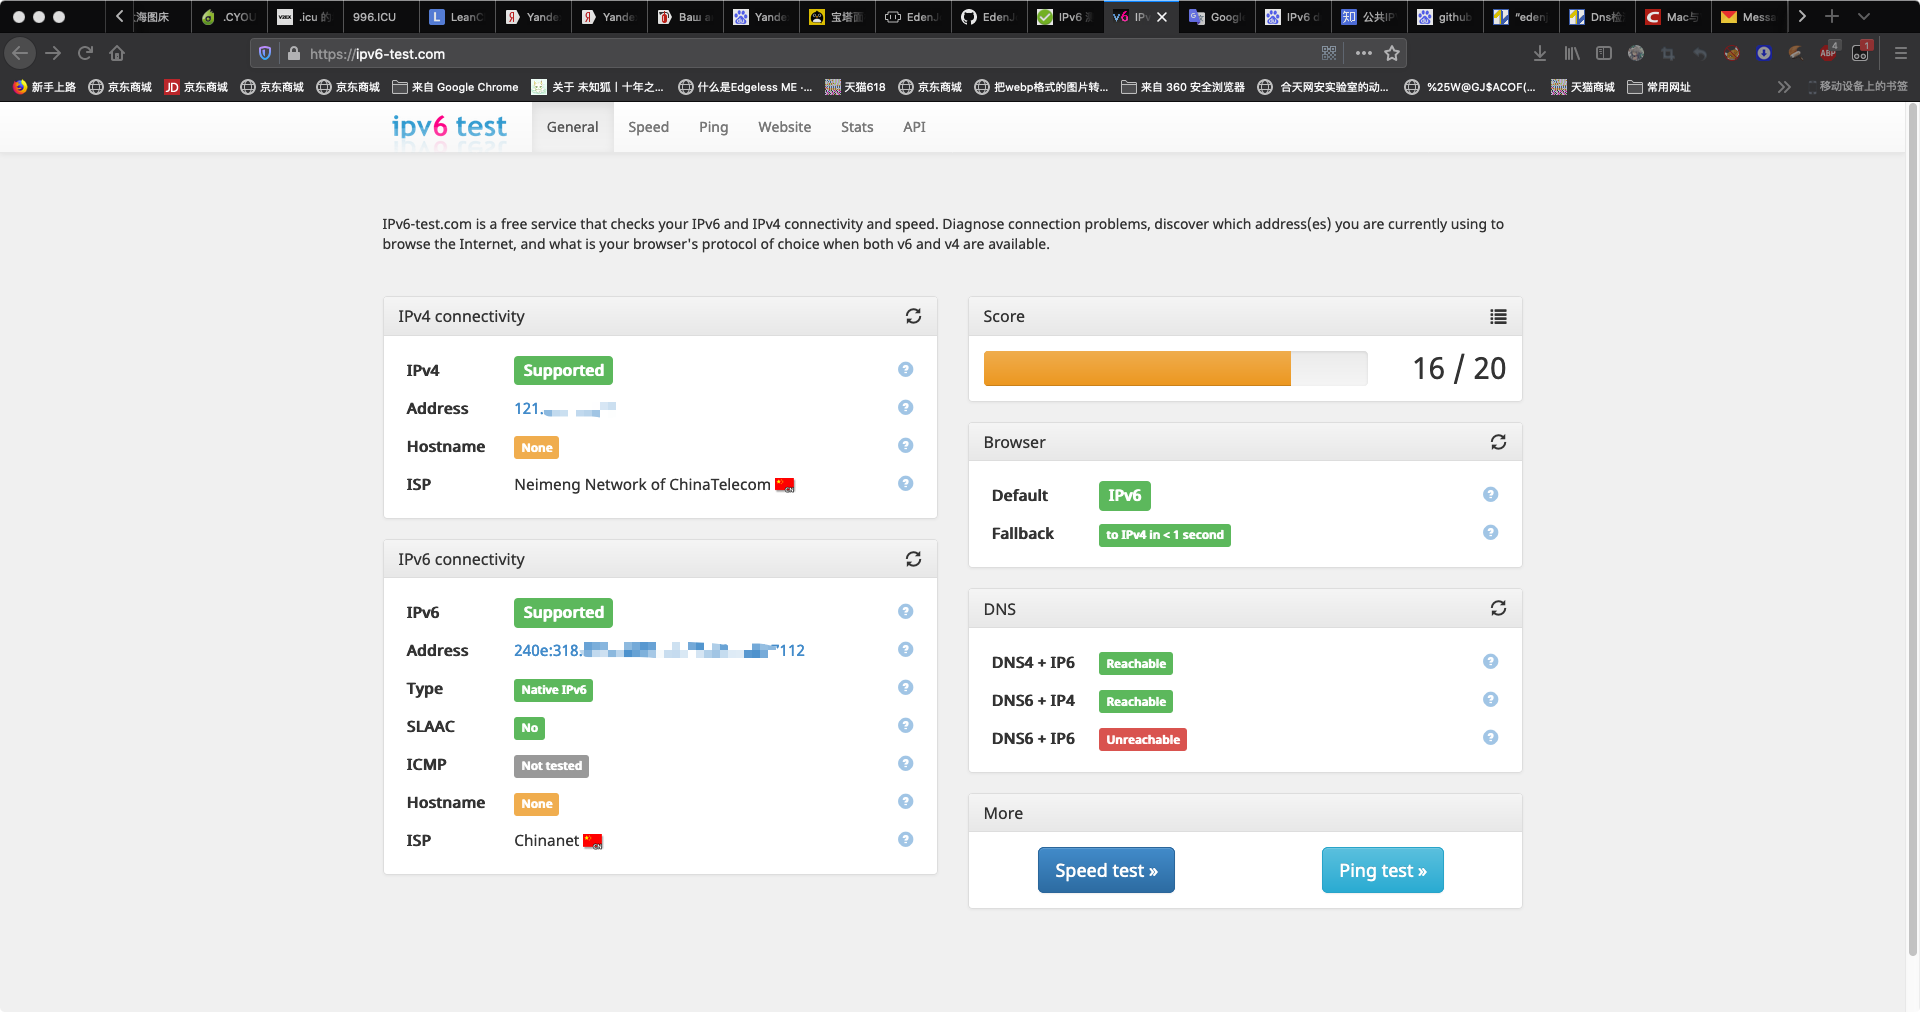 海图床
.CYOU
.icu 的
996.ICU
LeanC
Yande
Yande
Ваш а
Yande
宝塔面
EdenJ
EdenJ
IPv6 测
IPv
Googl
IPv6 d
公共IP
github
"eden
Dns检
Mac与
Messa
https://ipv6-test.com
4
1
新手上路
京东商城
京东商城
京东商城
京东商城
来自 Google Chrome
关于 未知狐丨十年之...
什么是Edgeless ME -...
天猫618
京东商城
把webp格式的图片转...
来自 360 安全浏览器
合天网安实验室的动...
%25W@GJ$ACOF(...
天猫商城
常用网址
移动设备上的书签
ipv6 test
General
Speed
Ping
Website
Stats
API
IPv6-test.com is a free service that checks your IPv6 and IPv4 connectivity and speed. Diagnose connection problems, discover which address(es) you are currently using to
browse the Internet, and what is your browser's protocol of choice when both v6 and v4 are available.
IPv4 connectivity
IPv4 Supported
Address 121.
Hostname None
ISP Neimeng Network of ChinaTelecom
IPv6 connectivity
IPv6 Supported
Address 240e:318: 7112
Type Native IPv6
SLAAC No
ICMP Not tested
Hostname None
ISP Chinanet
Score
16 / 20
Browser
Default IPv6
Fallback to IPv4 in < 1 second
DNS
DNS4 + IP6 Reachable
DNS6 + IP4 Reachable
DNS6 + IP6 Unreachable
More
Speed test »
Ping test »